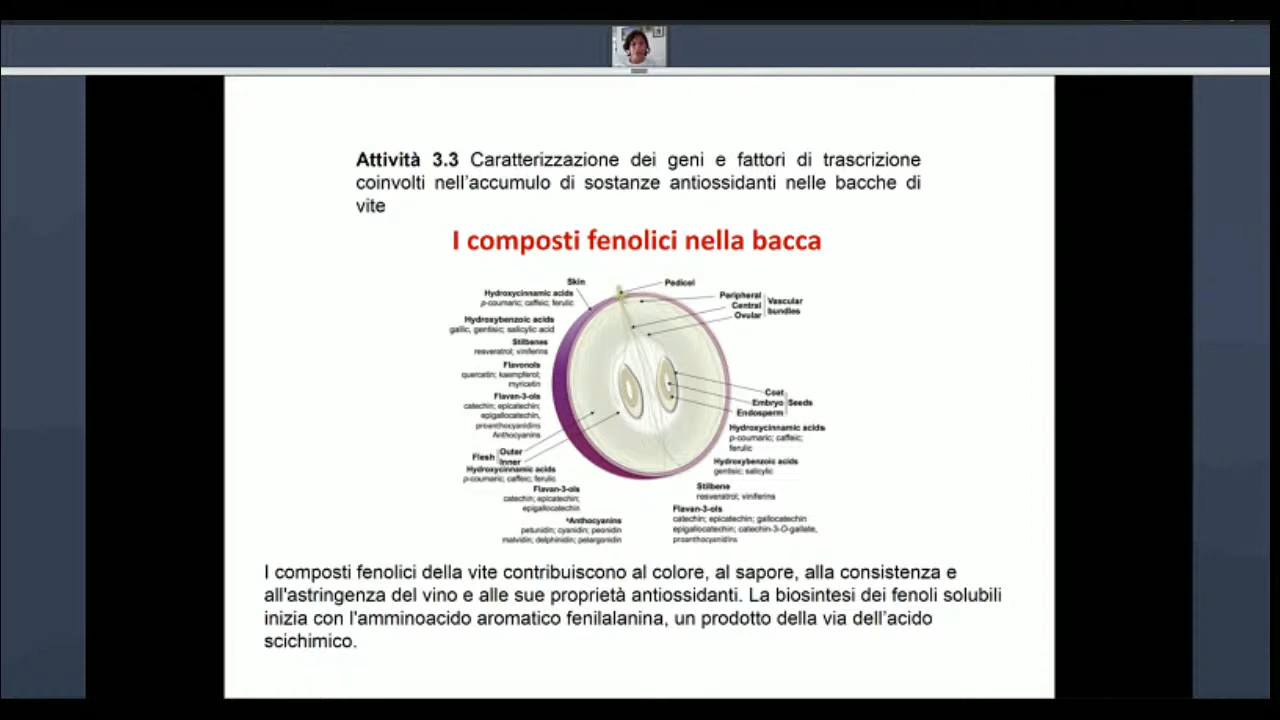 Attività 3.3 Caratterizzazione dei geni e fattori di trascrizione
coinvolti nell'accumulo di sostanze antiossidanti nelle bacche di
vite
I composti fenolici nella bacca
Skin
Hydroxycinnamic acids
p-coumaric; caffeic; ferulic
Hydroxybenzoic acids
gallic, gentisic; salicylic acid
Stilbenes
resveratrol; viniferins
Flavonols
quercetin; kaempferol;
myricetin
Flavan-3-ols
catechin; epicatechin;
epigallocatechin,
proanthocyanidins
Anthocyanins
Flesh
Outer
Inner
Hydroxycinnamic acids
p-coumaric; caffeic; ferulic
Flavan-3-ols
catechin; epicatechin;
epigallocatechin
*Anthocyanins
petunidin; cyanidin; peonidin
malvidin; delphinidin; pelargonidin
Pedicel
Peripheral
Central
Ovular
Vascular
bundles
Coat
Embryo
Endosperm
Seeds
Hydroxycinnamic acids
p-coumaric; caffeic;
ferulic
Hydroxybenzoic acids
gentisic; salicylic
Stilbene
resveratrol; viniferins
Flavan-3-ols
catechin; epicatechin; gallocatechin
epigallocatechin; catechin-3-O-gallate,
proanthocyanidins
I composti fenolici della vite contribuiscono al colore, al sapore, alla consistenza e
all'astringenza del vino e alle sue proprietà antiossidanti. La biosintesi dei fenoli solubili
inizia con l'amminoacido aromatico fenilalanina, un prodotto della via dell'acido
scichimico.